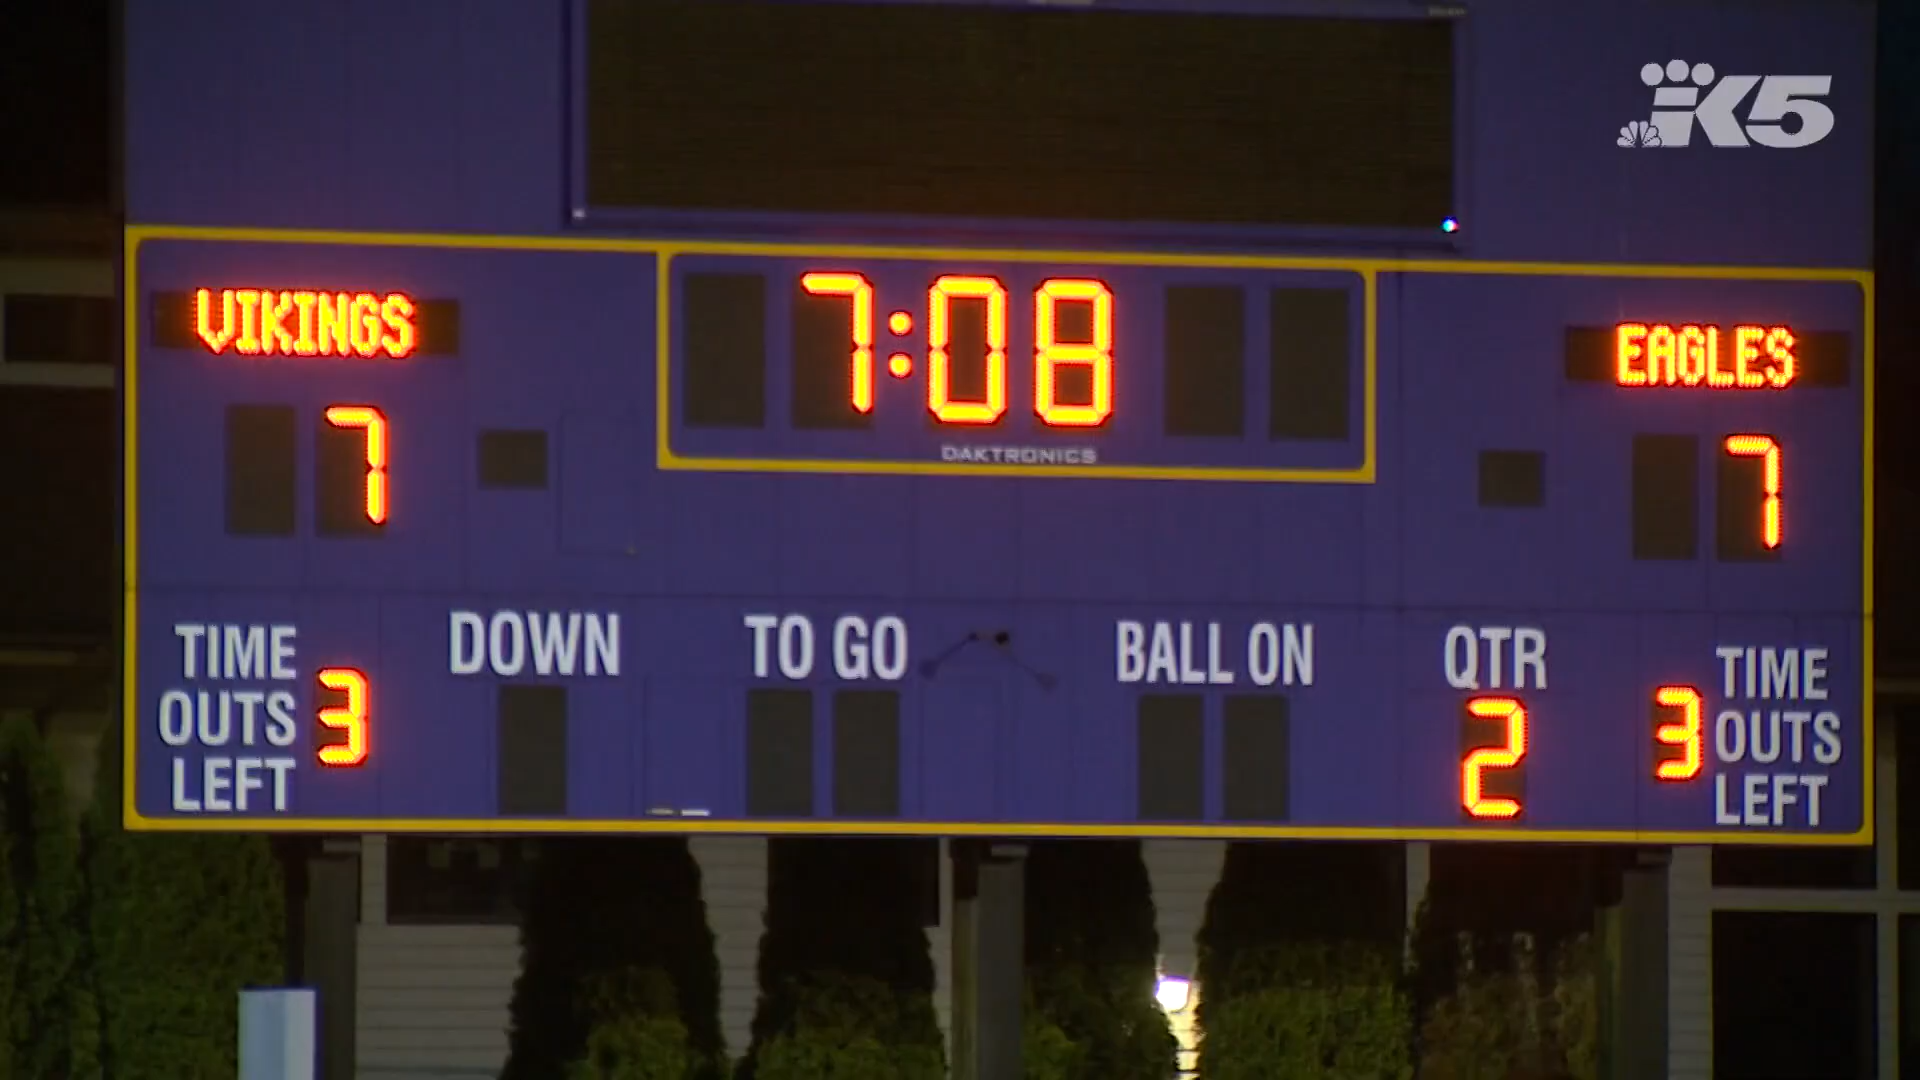 K5
VIKINGS
7:08
EAGLES
7
DAKTRONICS
7
TIME
OUTS
LEFT
3
DOWN
TO GO
BALL ON
QTR
2
3
TIME
OUTS
LEFT